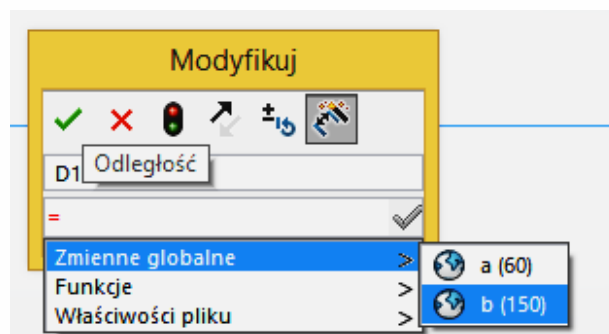 Modyfikuj
Odległość
D1
=
Zmienne globalne >
Funkcje >
Właściwości pliku >
a (60)
b (150)